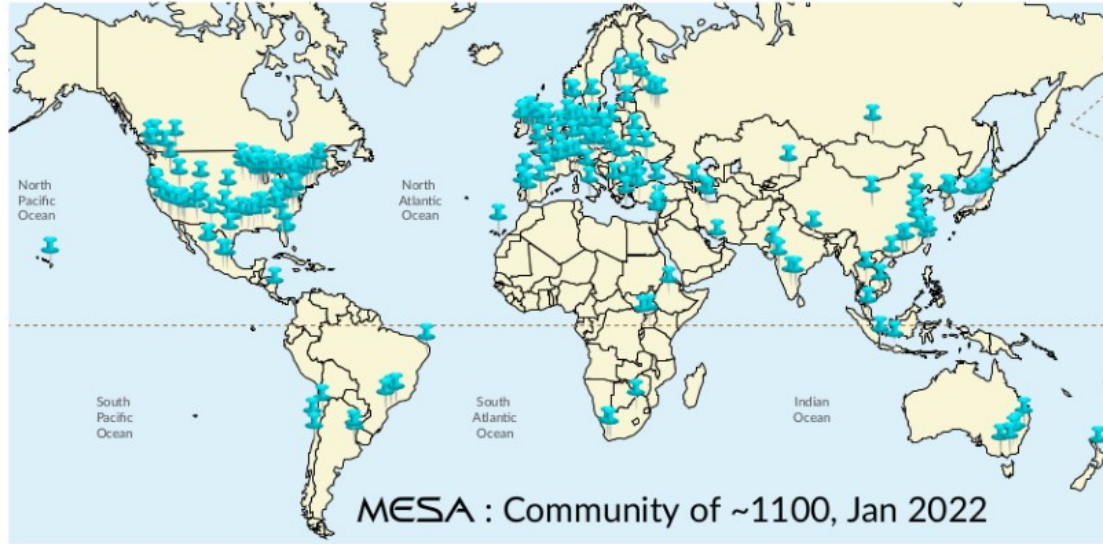 North
Pacific
Ocean
North
Atlantic
Ocean
South
Pacific
Ocean
South
Atlantic
Ocean
Indian
Ocean
MESA : Community of ~1100, Jan 2022